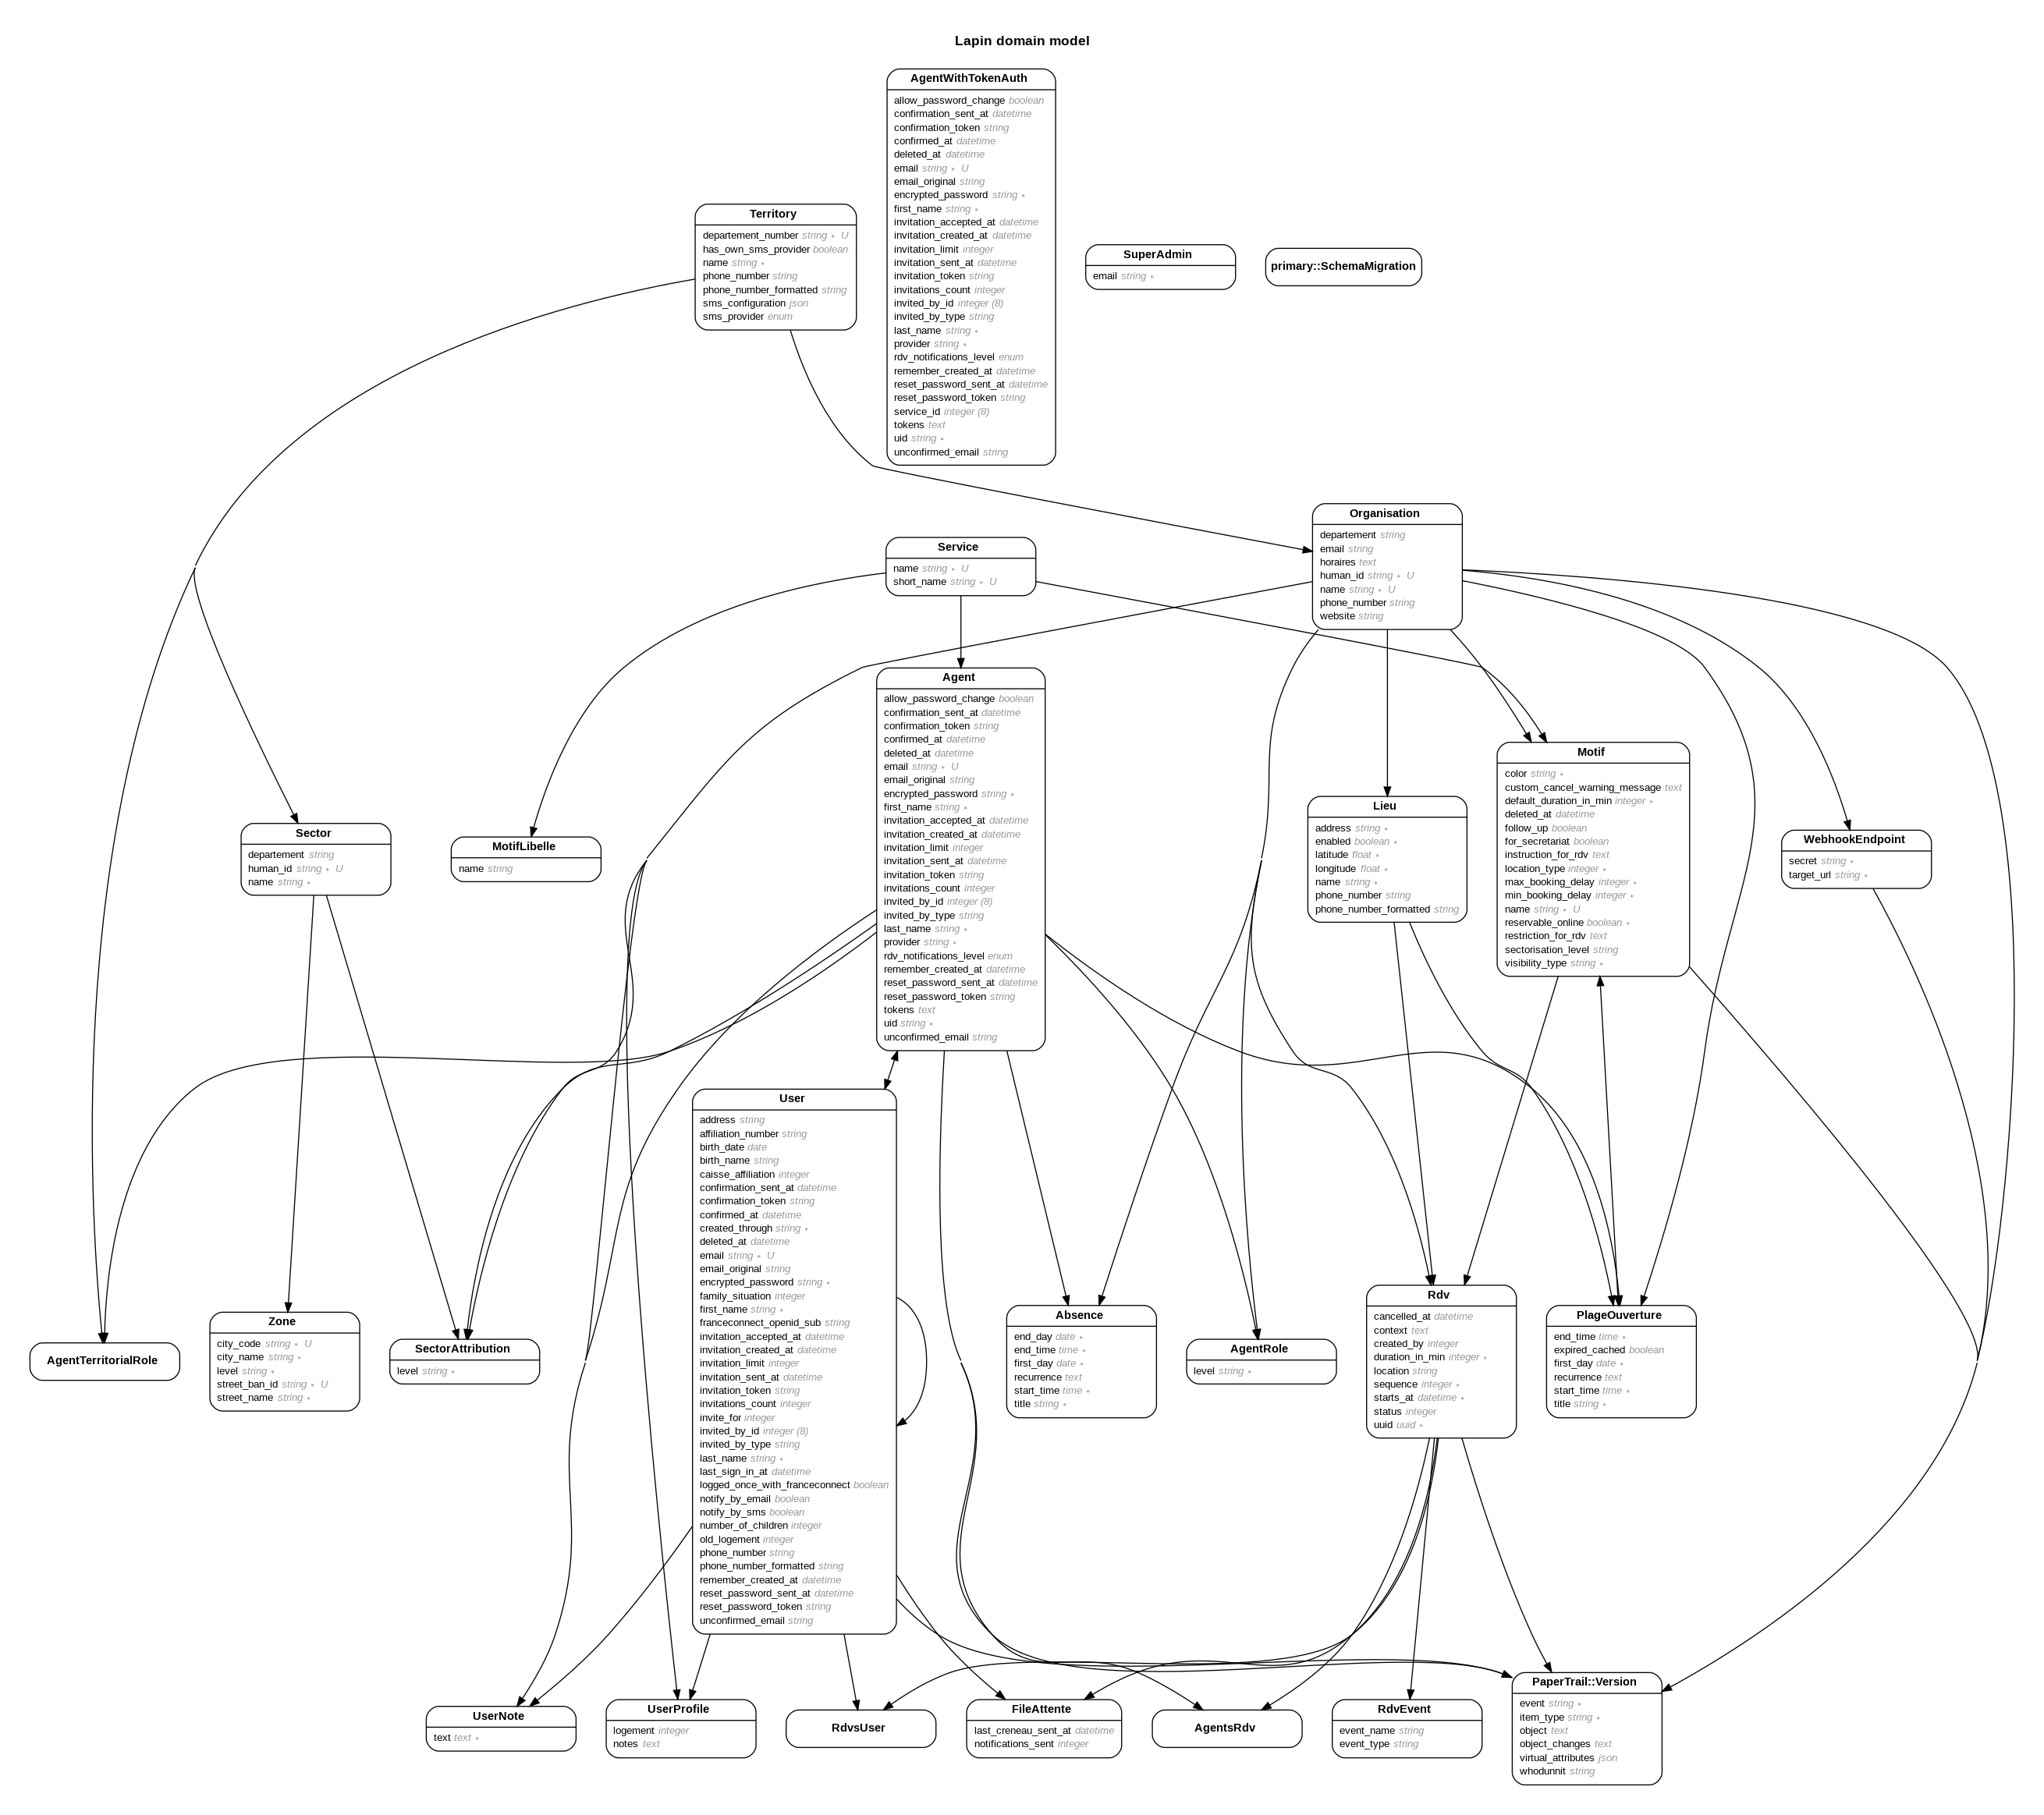 Lapin domain model
AgentWithTokenAuth
allow_password_change boolean
confirmation_sent_at datetime
confirmation_token string
confirmed_at datetime
deleted_at datetime
email string ∗ U
email_original string
encrypted_password string ∗
first_name string ∗
invitation_accepted_at datetime
invitation_created_at datetime
invitation_limit integer
invitation_sent_at datetime
invitation_token string
invitations_count integer
invited_by_id integer (8)
invited_by_type string
last_name string ∗
provider string ∗
rdv_notifications_level enum
remember_created_at datetime
reset_password_sent_at datetime
reset_password_token string
service_id integer (8)
tokens text
uid string ∗
unconfirmed_email string
Territory
departement_number string ∗ U
has_own_sms_provider boolean
name string ∗
phone_number string
phone_number_formatted string
sms_configuration json
sms_provider enum
SuperAdmin
email string ∗
primary::SchemaMigration
Organisation
departement string
email string
horaires text
human_id string ∗ U
name string ∗ U
phone_number string
website string
Service
name string ∗ U
short_name string ∗ U
Agent
allow_password_change boolean
confirmation_sent_at datetime
confirmation_token string
confirmed_at datetime
deleted_at datetime
email string ∗ U
email_original string
encrypted_password string ∗
first_name string ∗
invitation_accepted_at datetime
invitation_created_at datetime
invitation_limit integer
invitation_sent_at datetime
invitation_token string
invitations_count integer
invited_by_id integer (8)
invited_by_type string
last_name string ∗
provider string ∗
rdv_notifications_level enum
remember_created_at datetime
reset_password_sent_at datetime
reset_password_token string
tokens text
uid string ∗
unconfirmed_email string
Motif
color string ∗
custom_cancel_warning_message text
default_duration_in_min integer ∗
deleted_at datetime
follow_up boolean
for_secretariat boolean
instruction_for_rdv text
location_type integer ∗
max_booking_delay integer ∗
min_booking_delay integer ∗
name string ∗ U
reservable_online boolean ∗
restriction_for_rdv text
sectorisation_level string
visibility_type string ∗
Lieu
address string ∗
enabled boolean ∗
latitude float ∗
longitude float ∗
name string ∗
phone_number string
phone_number_formatted string
Sector
departement string
human_id string ∗ U
name string ∗
MotifLibelle
name string
WebhookEndpoint
secret string ∗
target_url string ∗
User
address string
affiliation_number string
birth_date date
birth_name string
caisse_affiliation integer
confirmation_sent_at datetime
confirmation_token string
confirmed_at datetime
created_through string ∗
deleted_at datetime
email string ∗ U
email_original string
encrypted_password string ∗
family_situation integer
first_name string ∗
franceconnect_openid_sub string
invitation_accepted_at datetime
invitation_created_at datetime
invitation_limit integer
invitation_sent_at datetime
invitation_token string
invitations_count integer
invite_for integer
invited_by_id integer (8)
invited_by_type string
last_name string ∗
last_sign_in_at datetime
logged_once_with_franceconnect boolean
notify_by_email boolean
notify_by_sms boolean
number_of_children integer
old_logement integer
phone_number string
phone_number_formatted string
remember_created_at datetime
reset_password_sent_at datetime
reset_password_token string
unconfirmed_email string
AgentTerritorialRole
Zone
city_code string ∗ U
city_name string ∗
level string ∗
street_ban_id string ∗ U
street_name string ∗
SectorAttribution
level string ∗
Absence
end_day date ∗
end_time time ∗
first_day date ∗
recurrence text
start_time time ∗
title string ∗
AgentRole
level string ∗
Rdv
cancelled_at datetime
context text
created_by integer
duration_in_min integer ∗
location string
sequence integer ∗
starts_at datetime ∗
status integer
uuid uuid ∗
PlageOuverture
end_time time ∗
expired_cached boolean
first_day date ∗
recurrence text
start_time time ∗
title string ∗
UserNote
text text ∗
UserProfile
logement integer
notes text
RdvsUser
FileAttente
last_creneau_sent_at datetime
notifications_sent integer
AgentsRdv
RdvEvent
event_name string
event_type string
PaperTrail::Version
event string ∗
item_type string ∗
object text
object_changes text
virtual_attributes json
whodunnit string